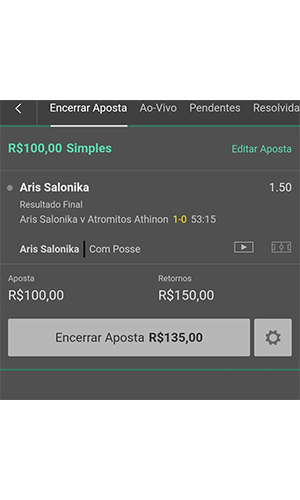 Encerrar Aposta Ao-Vivo Pendentes Resolvida
R$100,00 Simples Editar Aposta
Aris Salonika 1.50
Resultado Final
Aris Salonika v Atromitos Athinon 1-0 53:15
Aris Salonika Com Posse
Aposta Retornos
R$100,00 R$150,00
Encerrar Aposta R$135,00